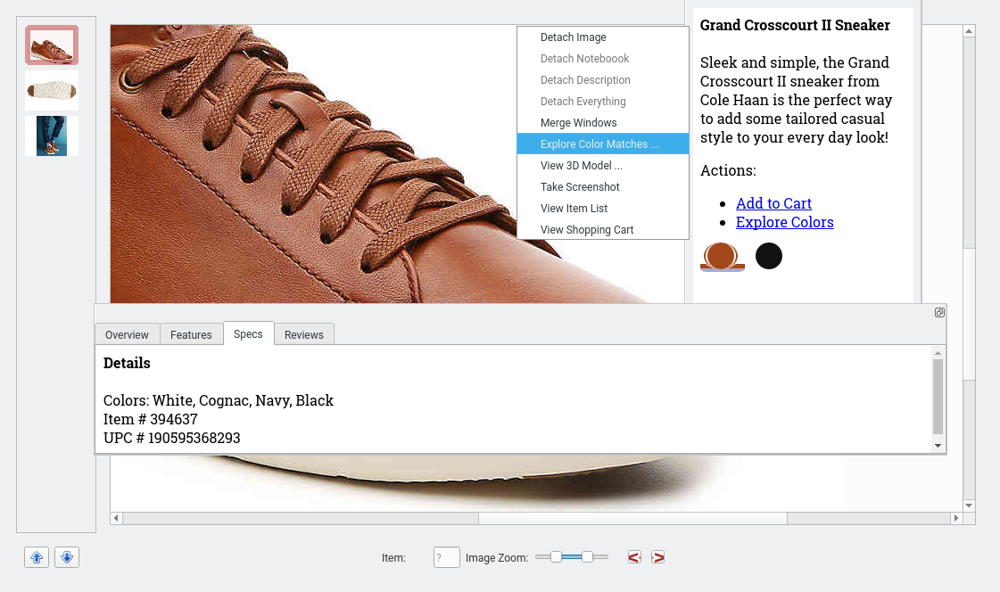 Detach Image
Detach Noteboook
Detach Description
Detach Everything
Merge Windows
Explore Color Matches ...
View 3D Model ...
Take Screenshot
View Item List
View Shopping Cart
Grand Crosscourt II Sneaker
Sleek and simple, the Grand
Crosscourt II sneaker from
Cole Haan is the perfect way
to add some tailored casual
style to your every day look!
Actions:
Add to Cart
Explore Colors
Overview Features Specs Reviews
Details
Colors: White, Cognac, Navy, Black
Item # 394637
UPC # 190595368293
Item: ? Image Zoom: < >